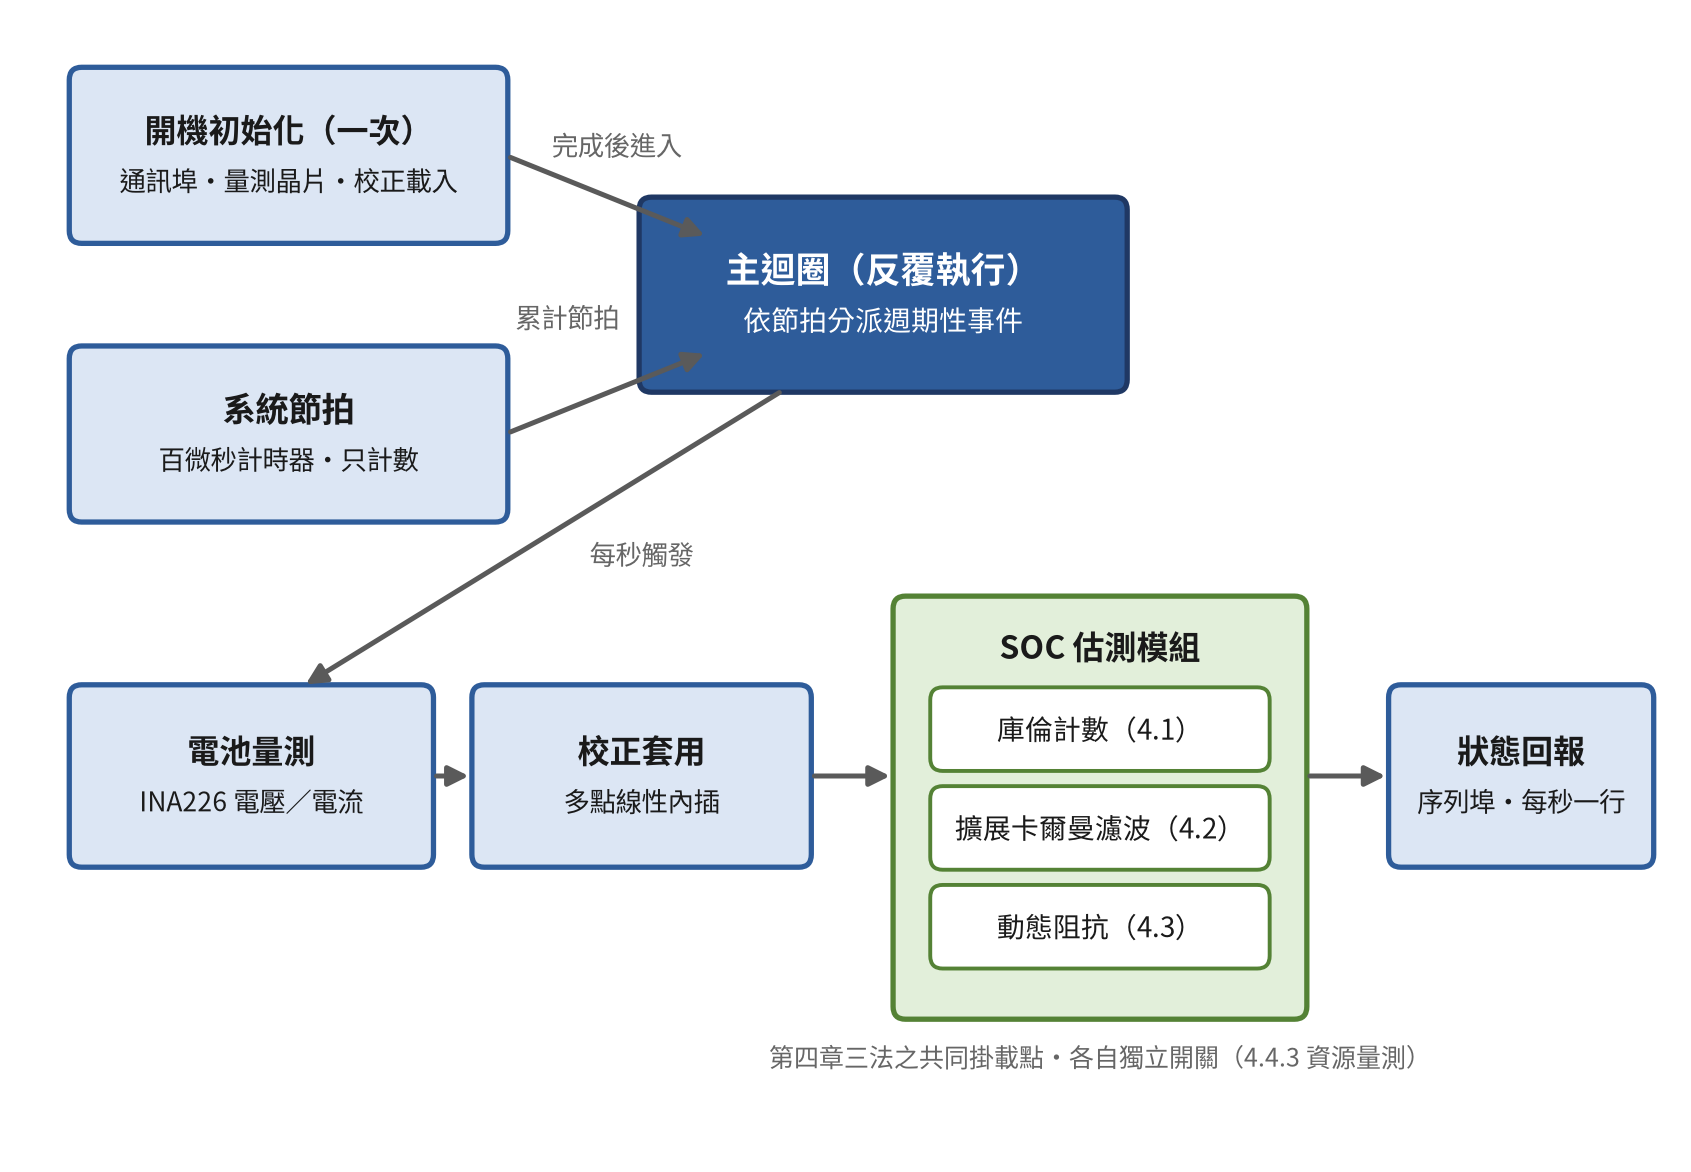 開機初始化（一次）
通訊埠・量測晶片・校正載入
完成後進入
主迴圈（反覆執行）
依節拍分派週期性事件
累計節拍
系統節拍
百微秒計時器・只計數
每秒觸發
電池量測
INA226 電壓／電流
校正套用
多點線性內插
SOC 估測模組
庫倫計數（4.1）
擴展卡爾曼濾波（4.2）
動態阻抗（4.3）
狀態回報
序列埠・每秒一行
第四章三法之共同掛載點・各自獨立開關（4.4.3 資源量測）